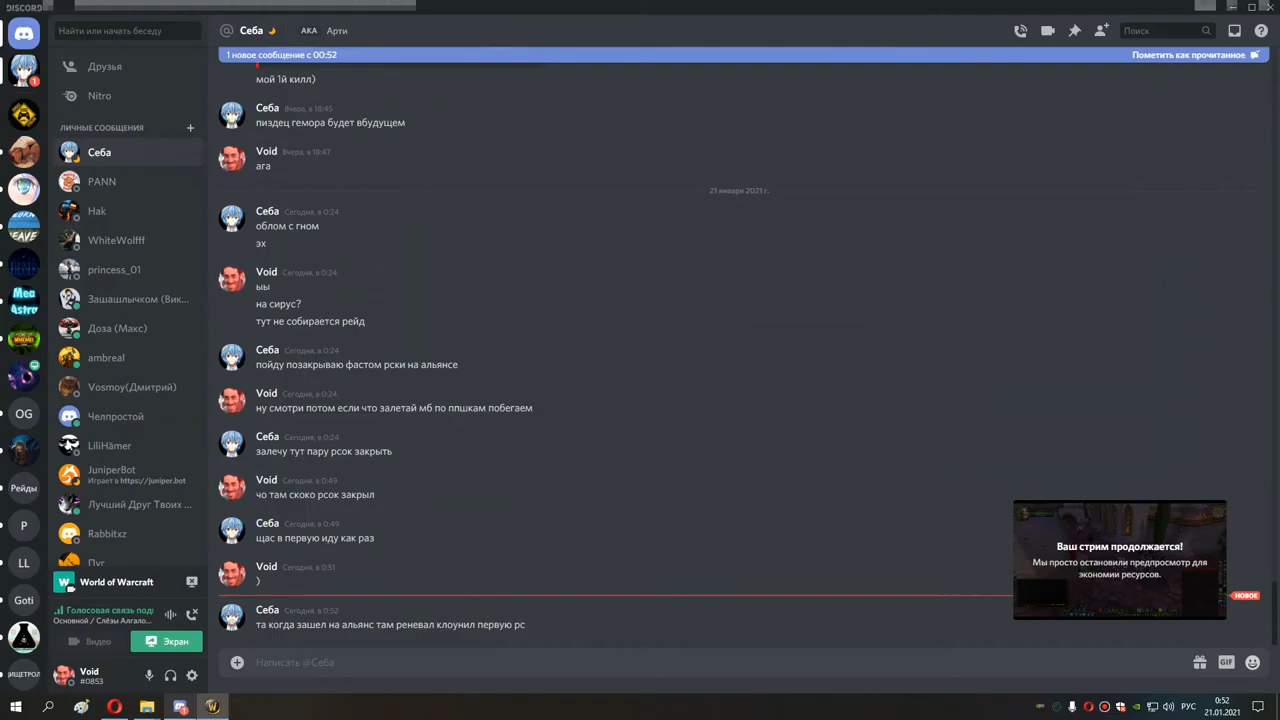 DISCORD
Найти или начать беседу
@ Себа АКА Арти
Поиск
1 новое сообщение с 00:52
Пометить как прочитанное
1
Друзья
Nitro
ЛИЧНЫЕ СООБЩЕНИЯ +
Себа
PANN
Hak
WhiteWolfff
princess_01
Зашашлычком (Вик...
Доза (Макс)
ambreal
Vosmoy(Дмитрий)
Челпростой
LiliHämer
JuniperBot
Играет в https://juniper.bot
Лучший Друг Твоих ...
Rabbitxz
Пуг
Mea
Astro
OG
Рейды
P
LL
Goti
ИЩЕТРОЛ
мой 1й килл)
Себа Вчера, в 18:45
пиздец гемора будет вбудущем
Void Вчера, в 18:47
ага
21 января 2021 г.
Себа Сегодня, в 0:24
облом с гном
эх
Void Сегодня, в 0:24
ыы
на сирус?
тут не собирается рейд
Себа Сегодня, в 0:24
пойду позакрываю фастом рски на альянсе
Void Сегодня, в 0:24
ну смотри потом если что залетай мб по ппшкам побегаем
Себа Сегодня, в 0:24
залечу тут пару рсок закрыть
Void Сегодня, в 0:49
чо там скоко рсок закрыл
Себа Сегодня, в 0:49
щас в первую иду как раз
Void Сегодня, в 0:51
)
НОВОЕ
Себа Сегодня, в 0:52
та когда зашел на альянс там реневал клоунил первую рс
Написать @Себа
GIF
Ваш стрим продолжается!
Мы просто остановили предпросмотр для
экономии ресурсов.
W World of Warcraft
Голосовая связь подк
Основной / Слёзы Алгало...
Видео
Экран
Void
#0853
РУС
0:52
21.01.2021